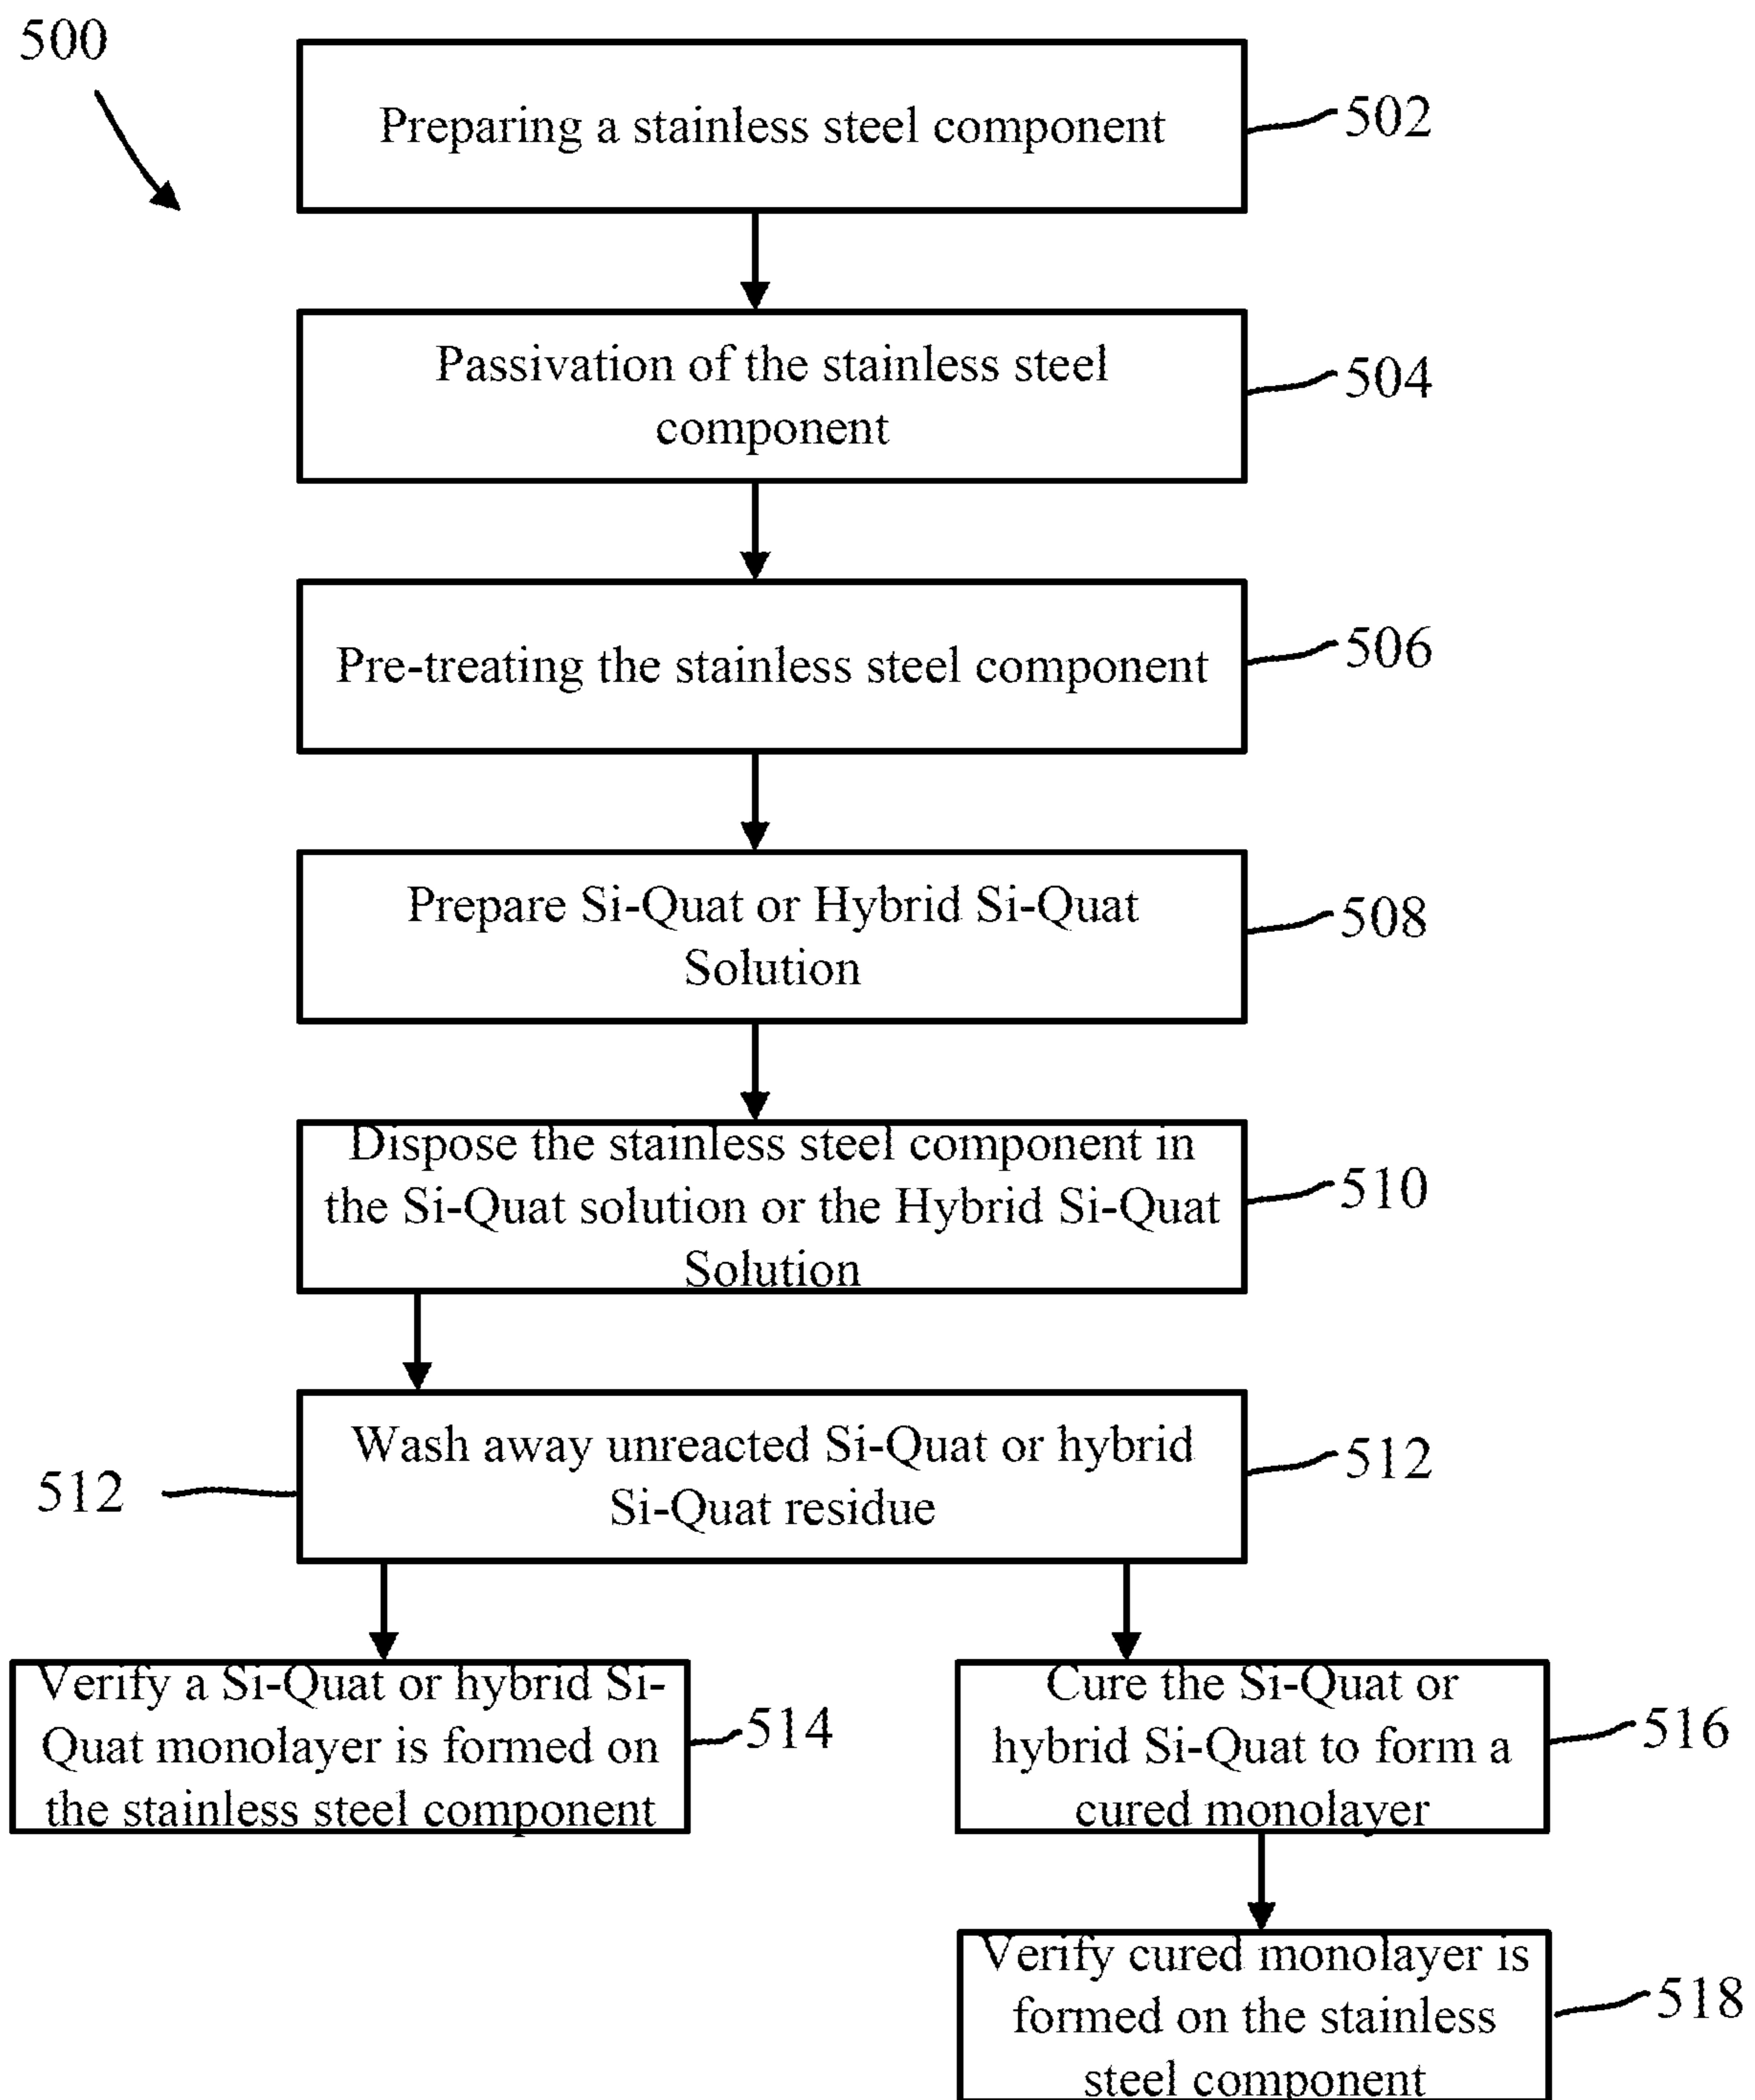 500
Preparing a stainless steel component
502
Passivation of the stainless steel
component
504
Pre-treating the stainless steel component
506
Prepare Si-Quat or Hybrid Si-Quat
Solution
508
Dispose the stainless steel component in
the Si-Quat solution or the Hybrid Si-Quat
Solution
510
Wash away unreacted Si-Quat or hybrid
Si-Quat residue
512
512
Verify a Si-Quat or hybrid Si-
Quat monolayer is formed on
the stainless steel component
514
Cure the Si-Quat or
hybrid Si-Quat to form a
cured monolayer
516
Verify cured monolayer is
formed on the stainless
steel component
518